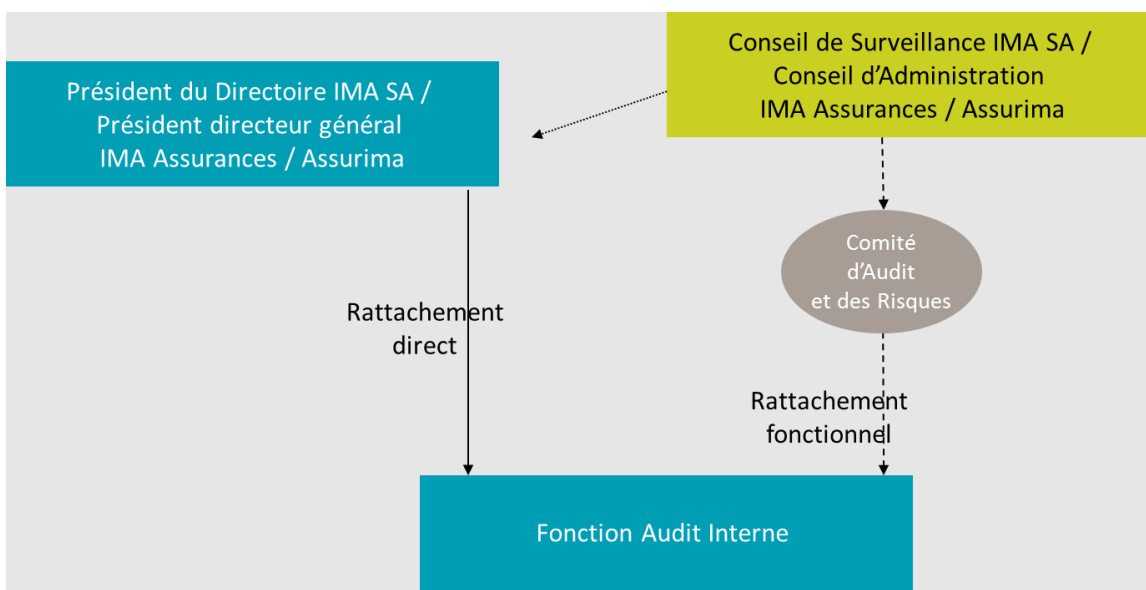 Conseil de Surveillance IMA SA /
Conseil d’Administration
IMA Assurances / Assurima
Président du Directoire IMA SA /
Président directeur général
IMA Assurances / Assurima
Comité
d’Audit
et des Risques
Rattachement
direct
Rattachement
fonctionnel
Fonction Audit Interne